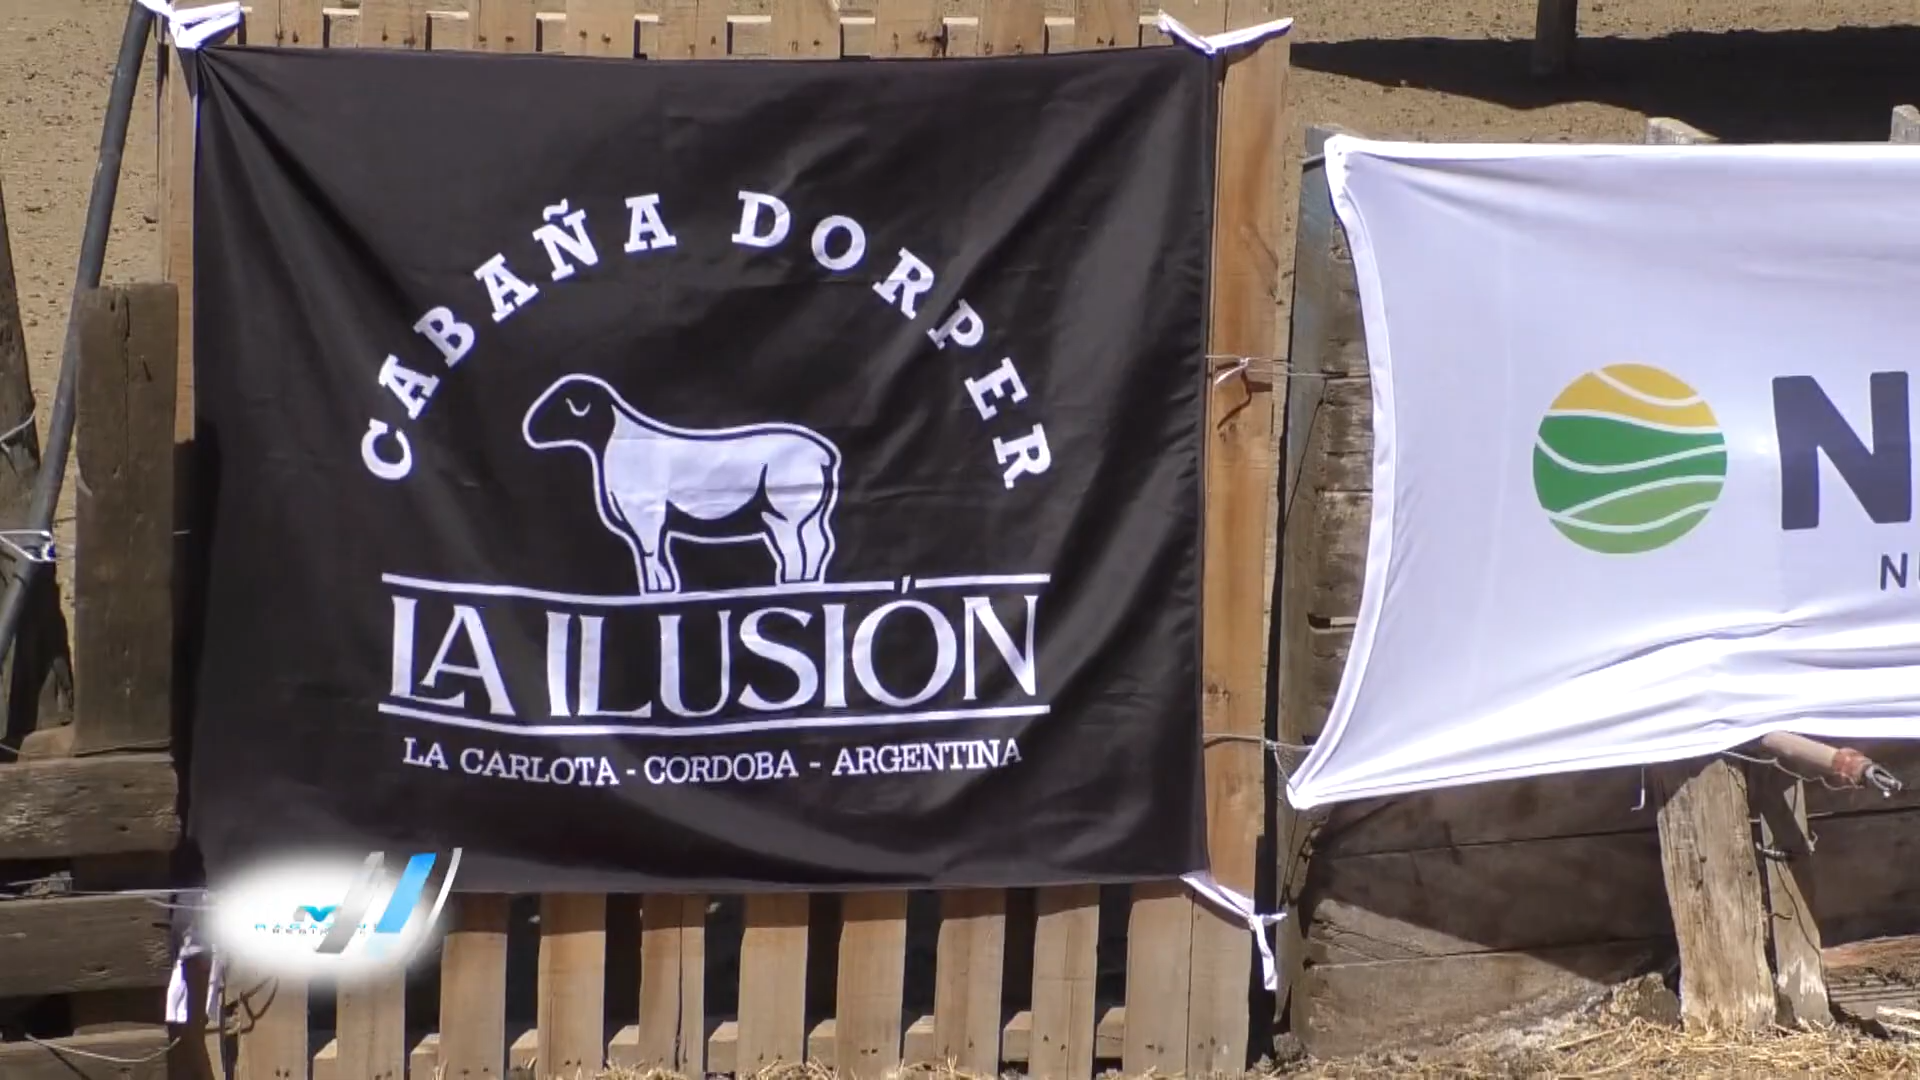 CABAÑA DORPER
LA ILUSIÓN
LA CARLOTA - CORDOBA - ARGENTINA